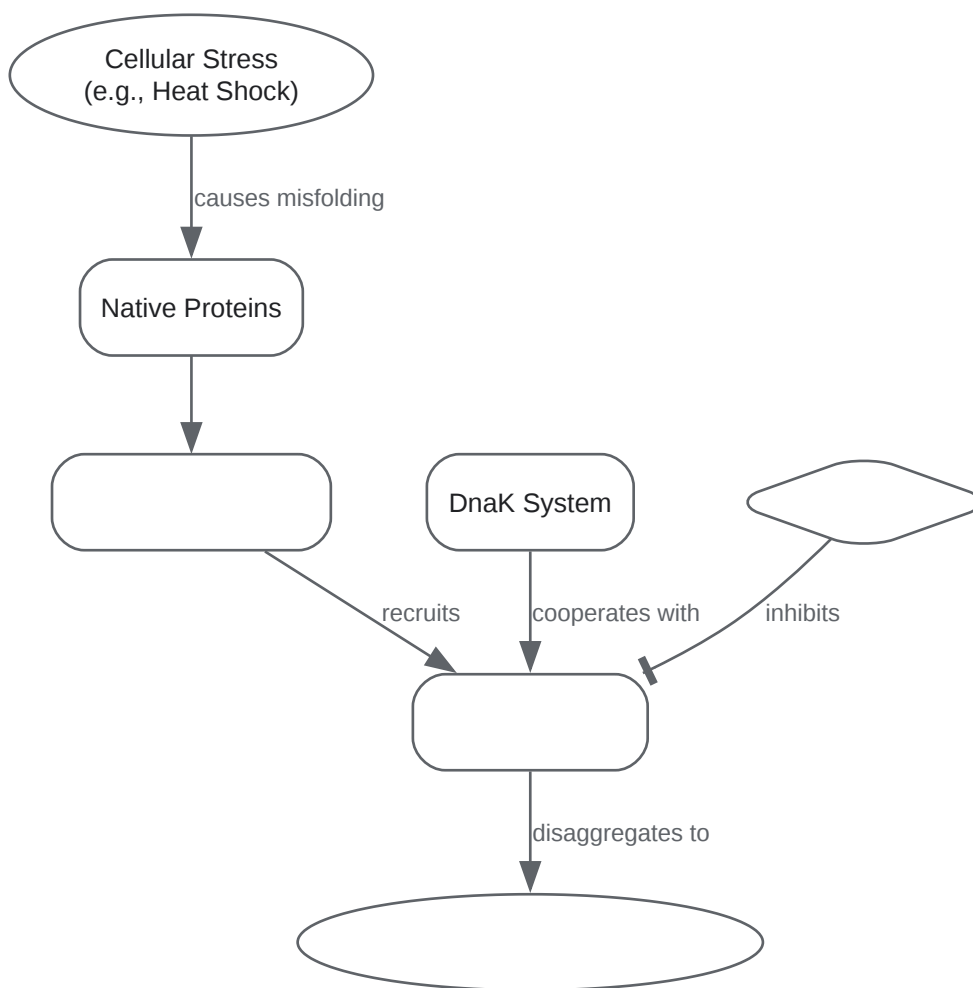 Cellular Stress
(e.g., Heat Shock)
causes misfolding
Native Proteins
DnaK System
recruits
cooperates with
inhibits
disaggregates to